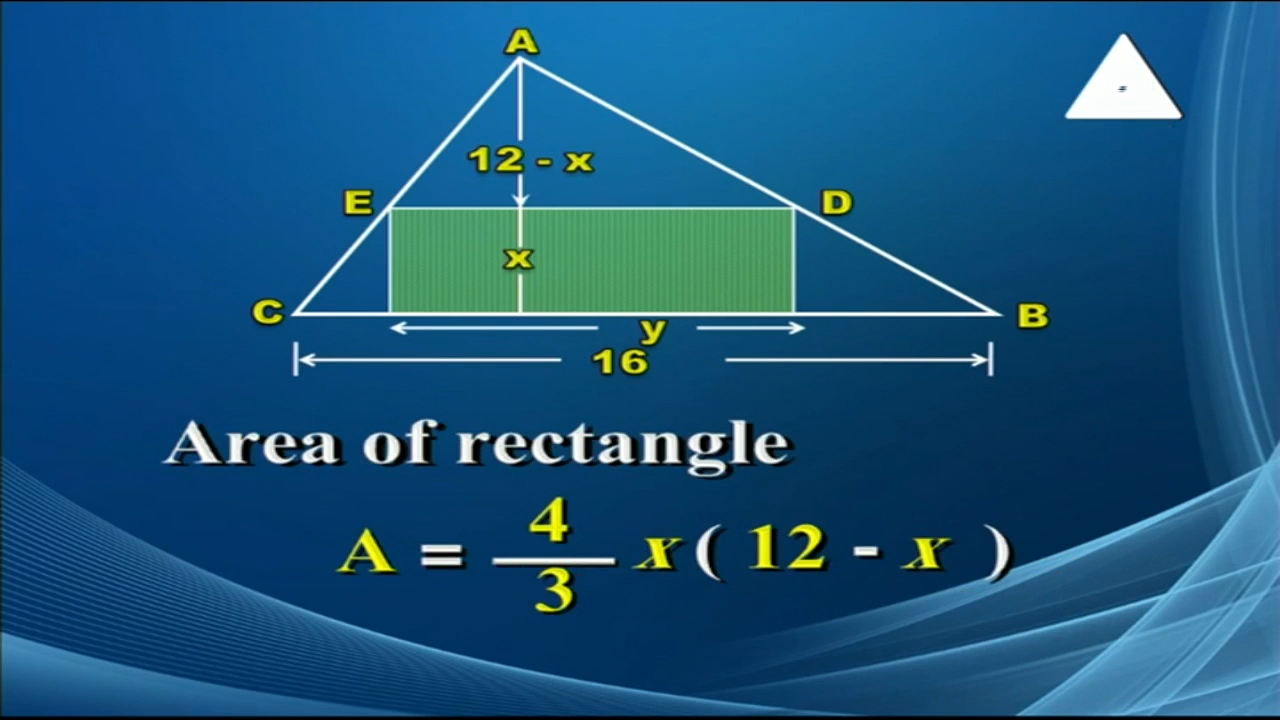 A
12 - x
E
D
x
C
B
y
16
Area of rectangle
A = 4/3 x ( 12 - x )